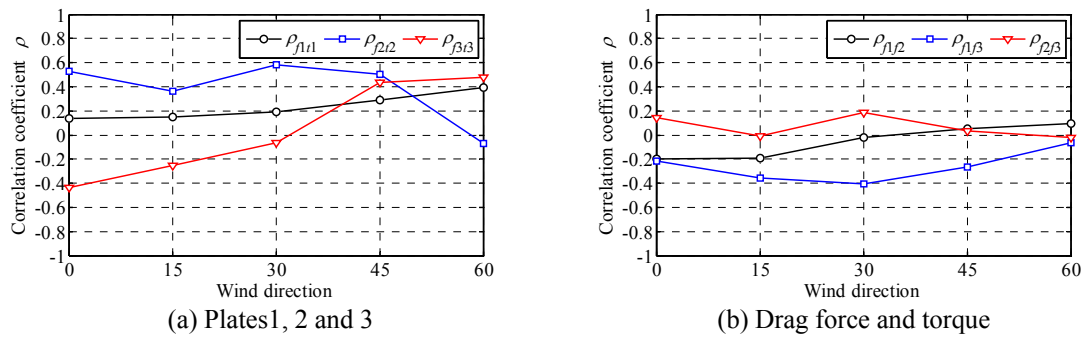 1
0.8
0.6
0.4
0.2
0
-0.2
-0.4
-0.6
-0.8
-1
Correlation coefficient ρ
ρf1t1 ρf2t2 ρf3t3
0 15 30 45 60
Wind direction
(a) Plates1, 2 and 3
1
0.8
0.6
0.4
0.2
0
-0.2
-0.4
-0.6
-0.8
-1
Correlation coefficient ρ
ρf1f2 ρf1f3 ρf2f3
0 15 30 45 60
Wind direction
(b) Drag force and torque